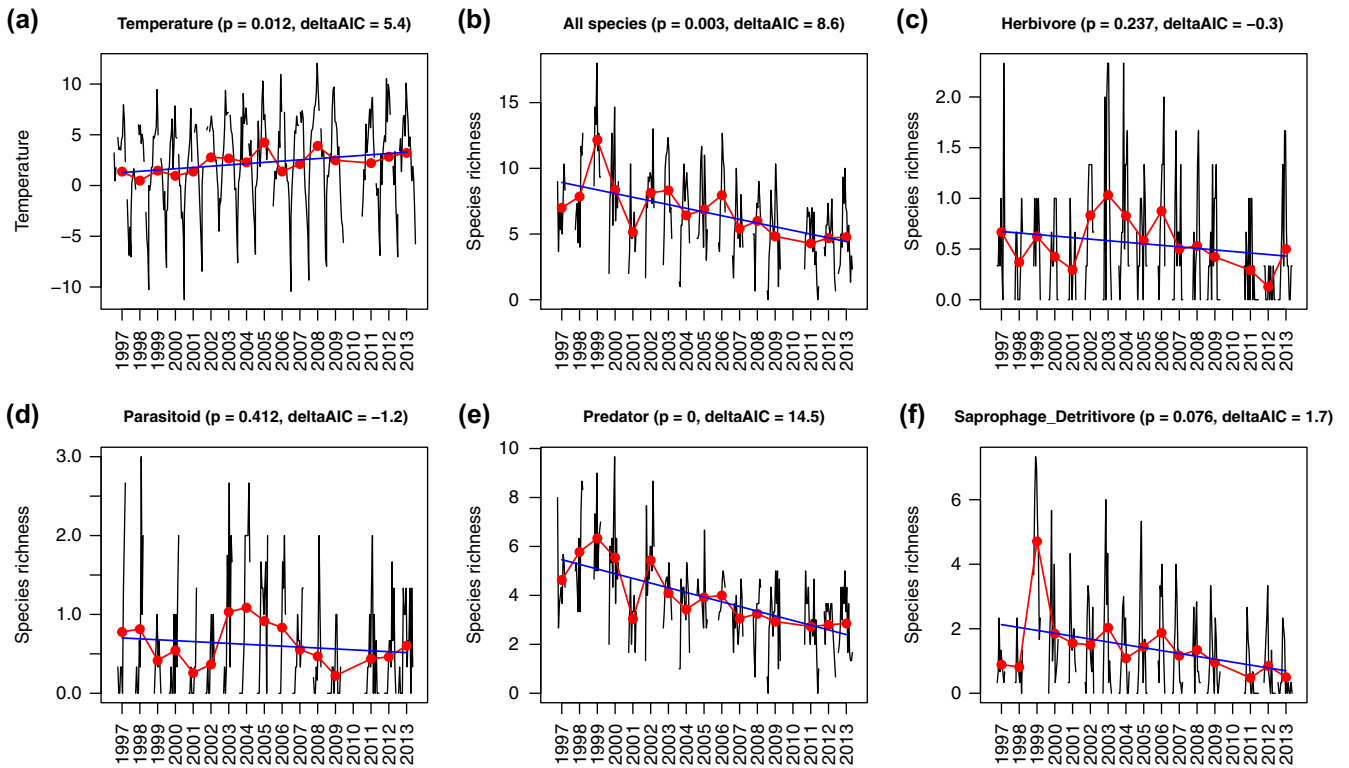 (a) Temperature (p = 0.012, deltaAIC = 5.4)
Temperature
10
5
0
−5
−10
1997 1998 1999 2000 2001 2002 2003 2004 2005 2006 2007 2008 2009 2010 2011 2012 2013
(b) All species (p = 0.003, deltaAIC = 8.6)
Species richness
15
10
5
0
1997 1998 1999 2000 2001 2002 2003 2004 2005 2006 2007 2008 2009 2010 2011 2012 2013
(c) Herbivore (p = 0.237, deltaAIC = −0.3)
Species richness
2.0
1.5
1.0
0.5
0.0
1997 1998 1999 2000 2001 2002 2003 2004 2005 2006 2007 2008 2009 2010 2011 2012 2013
(d) Parasitoid (p = 0.412, deltaAIC = −1.2)
Species richness
3.0
2.0
1.0
0.0
1997 1998 1999 2000 2001 2002 2003 2004 2005 2006 2007 2008 2009 2010 2011 2012 2013
(e) Predator (p = 0, deltaAIC = 14.5)
Species richness
10
8
6
4
2
0
1997 1998 1999 2000 2001 2002 2003 2004 2005 2006 2007 2008 2009 2010 2011 2012 2013
(f) Saprophage_Detritivore (p = 0.076, deltaAIC = 1.7)
Species richness
6
4
2
0
1997 1998 1999 2000 2001 2002 2003 2004 2005 2006 2007 2008 2009 2010 2011 2012 2013